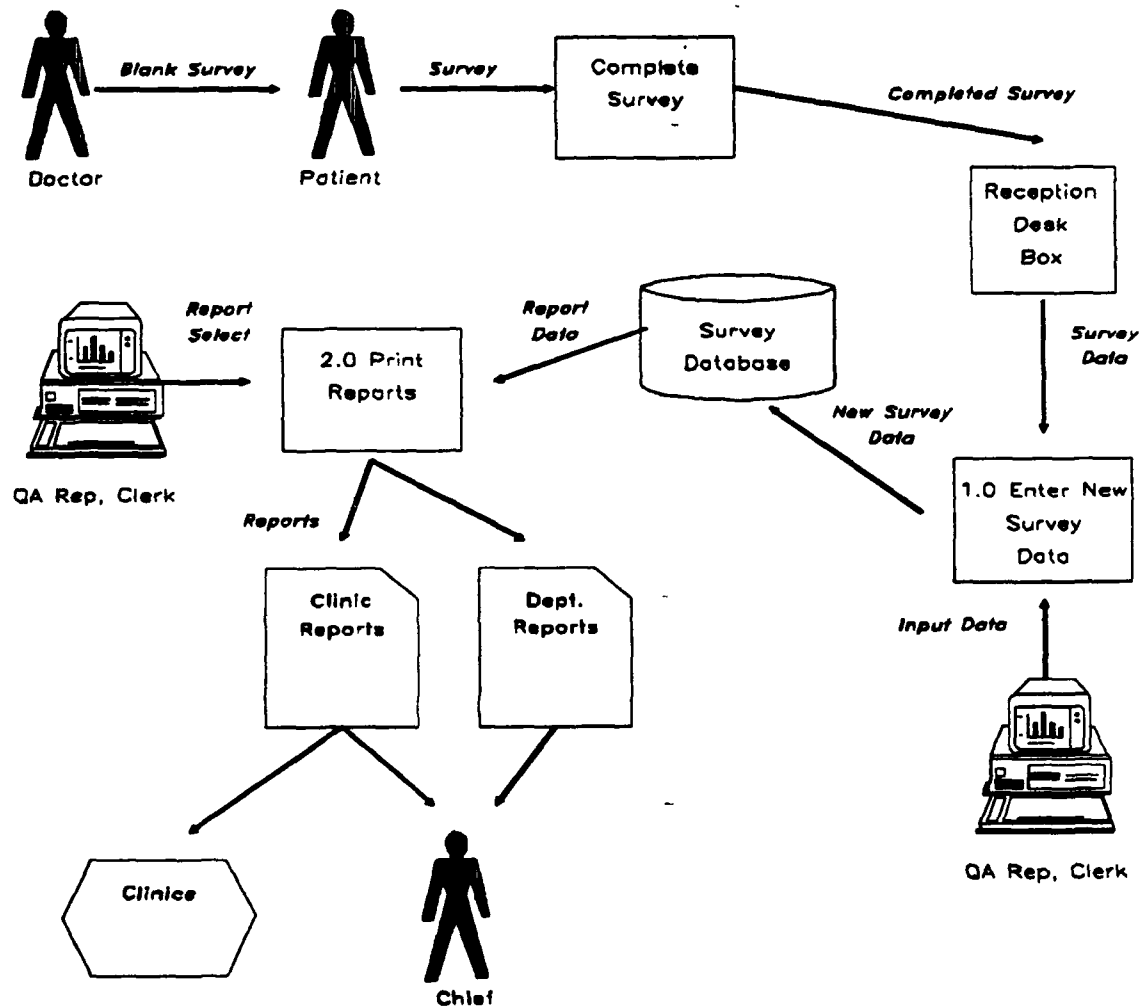 Blank Survey
Survey
Complete
Survey
Completed Survey
Doctor
Patient
Reception
Desk
Box
Report
Select
2.0 Print
Reports
Report
Data
Survey
Database
Survey
Data
New Survey
Data
QA Rep, Clerk
1.0 Enter New
Survey
Data
Reports
Clinic
Reports
Dept.
Reports
Input Data
QA Rep, Clerk
Clinics
Chief